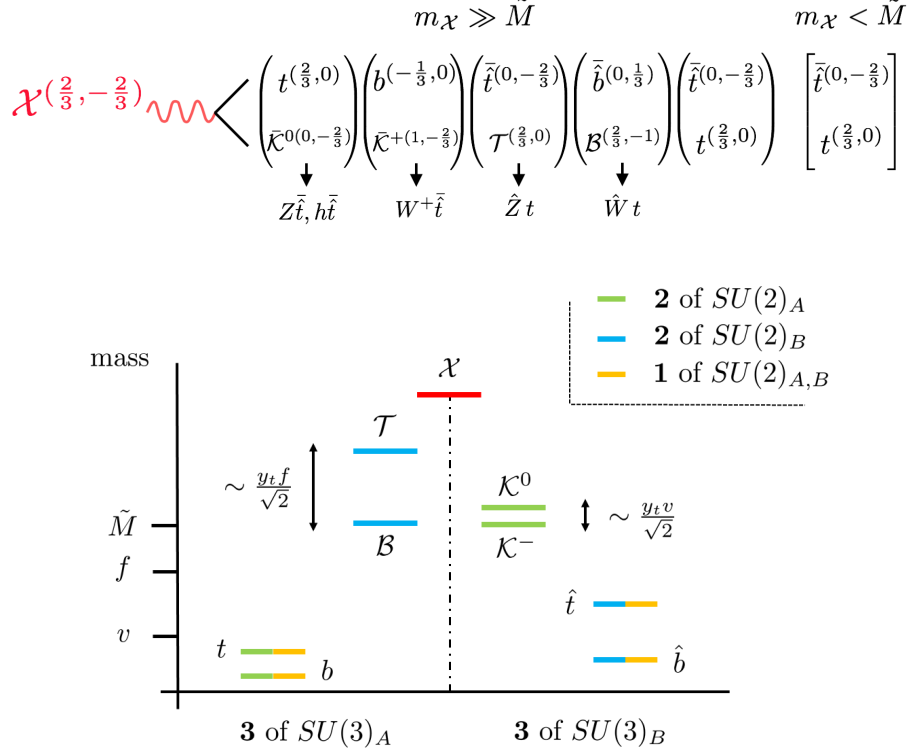 m_𝒳 ≫ M̃    m_𝒳 < M̃
𝒳^(2/3, −2/3)
t^(2/3,0)  b^(−1/3,0)  t̂̄^(0,−2/3)  b̂̄^(0,1/3)  t̂̄^(0,−2/3)  t̂̄^(0,−2/3)
𝒦̄^0(0,−2/3)  𝒦̄^+(1,−2/3)  𝒯^(2/3,0)  ℬ^(2/3,−1)  t^(2/3,0)  t^(2/3,0)
Zt̂̄, ht̂̄  W⁺t̂̄  Ẑ t  Ŵ t
2 of SU(2)_A
2 of SU(2)_B
1 of SU(2)_A,B
mass
𝒳
𝒯
∼ y_t f/√2
𝒦⁰
∼ y_t v/√2
M̃
ℬ
𝒦⁻
f
t̂
v
t
b
b̂
3 of SU(3)_A  3 of SU(3)_B